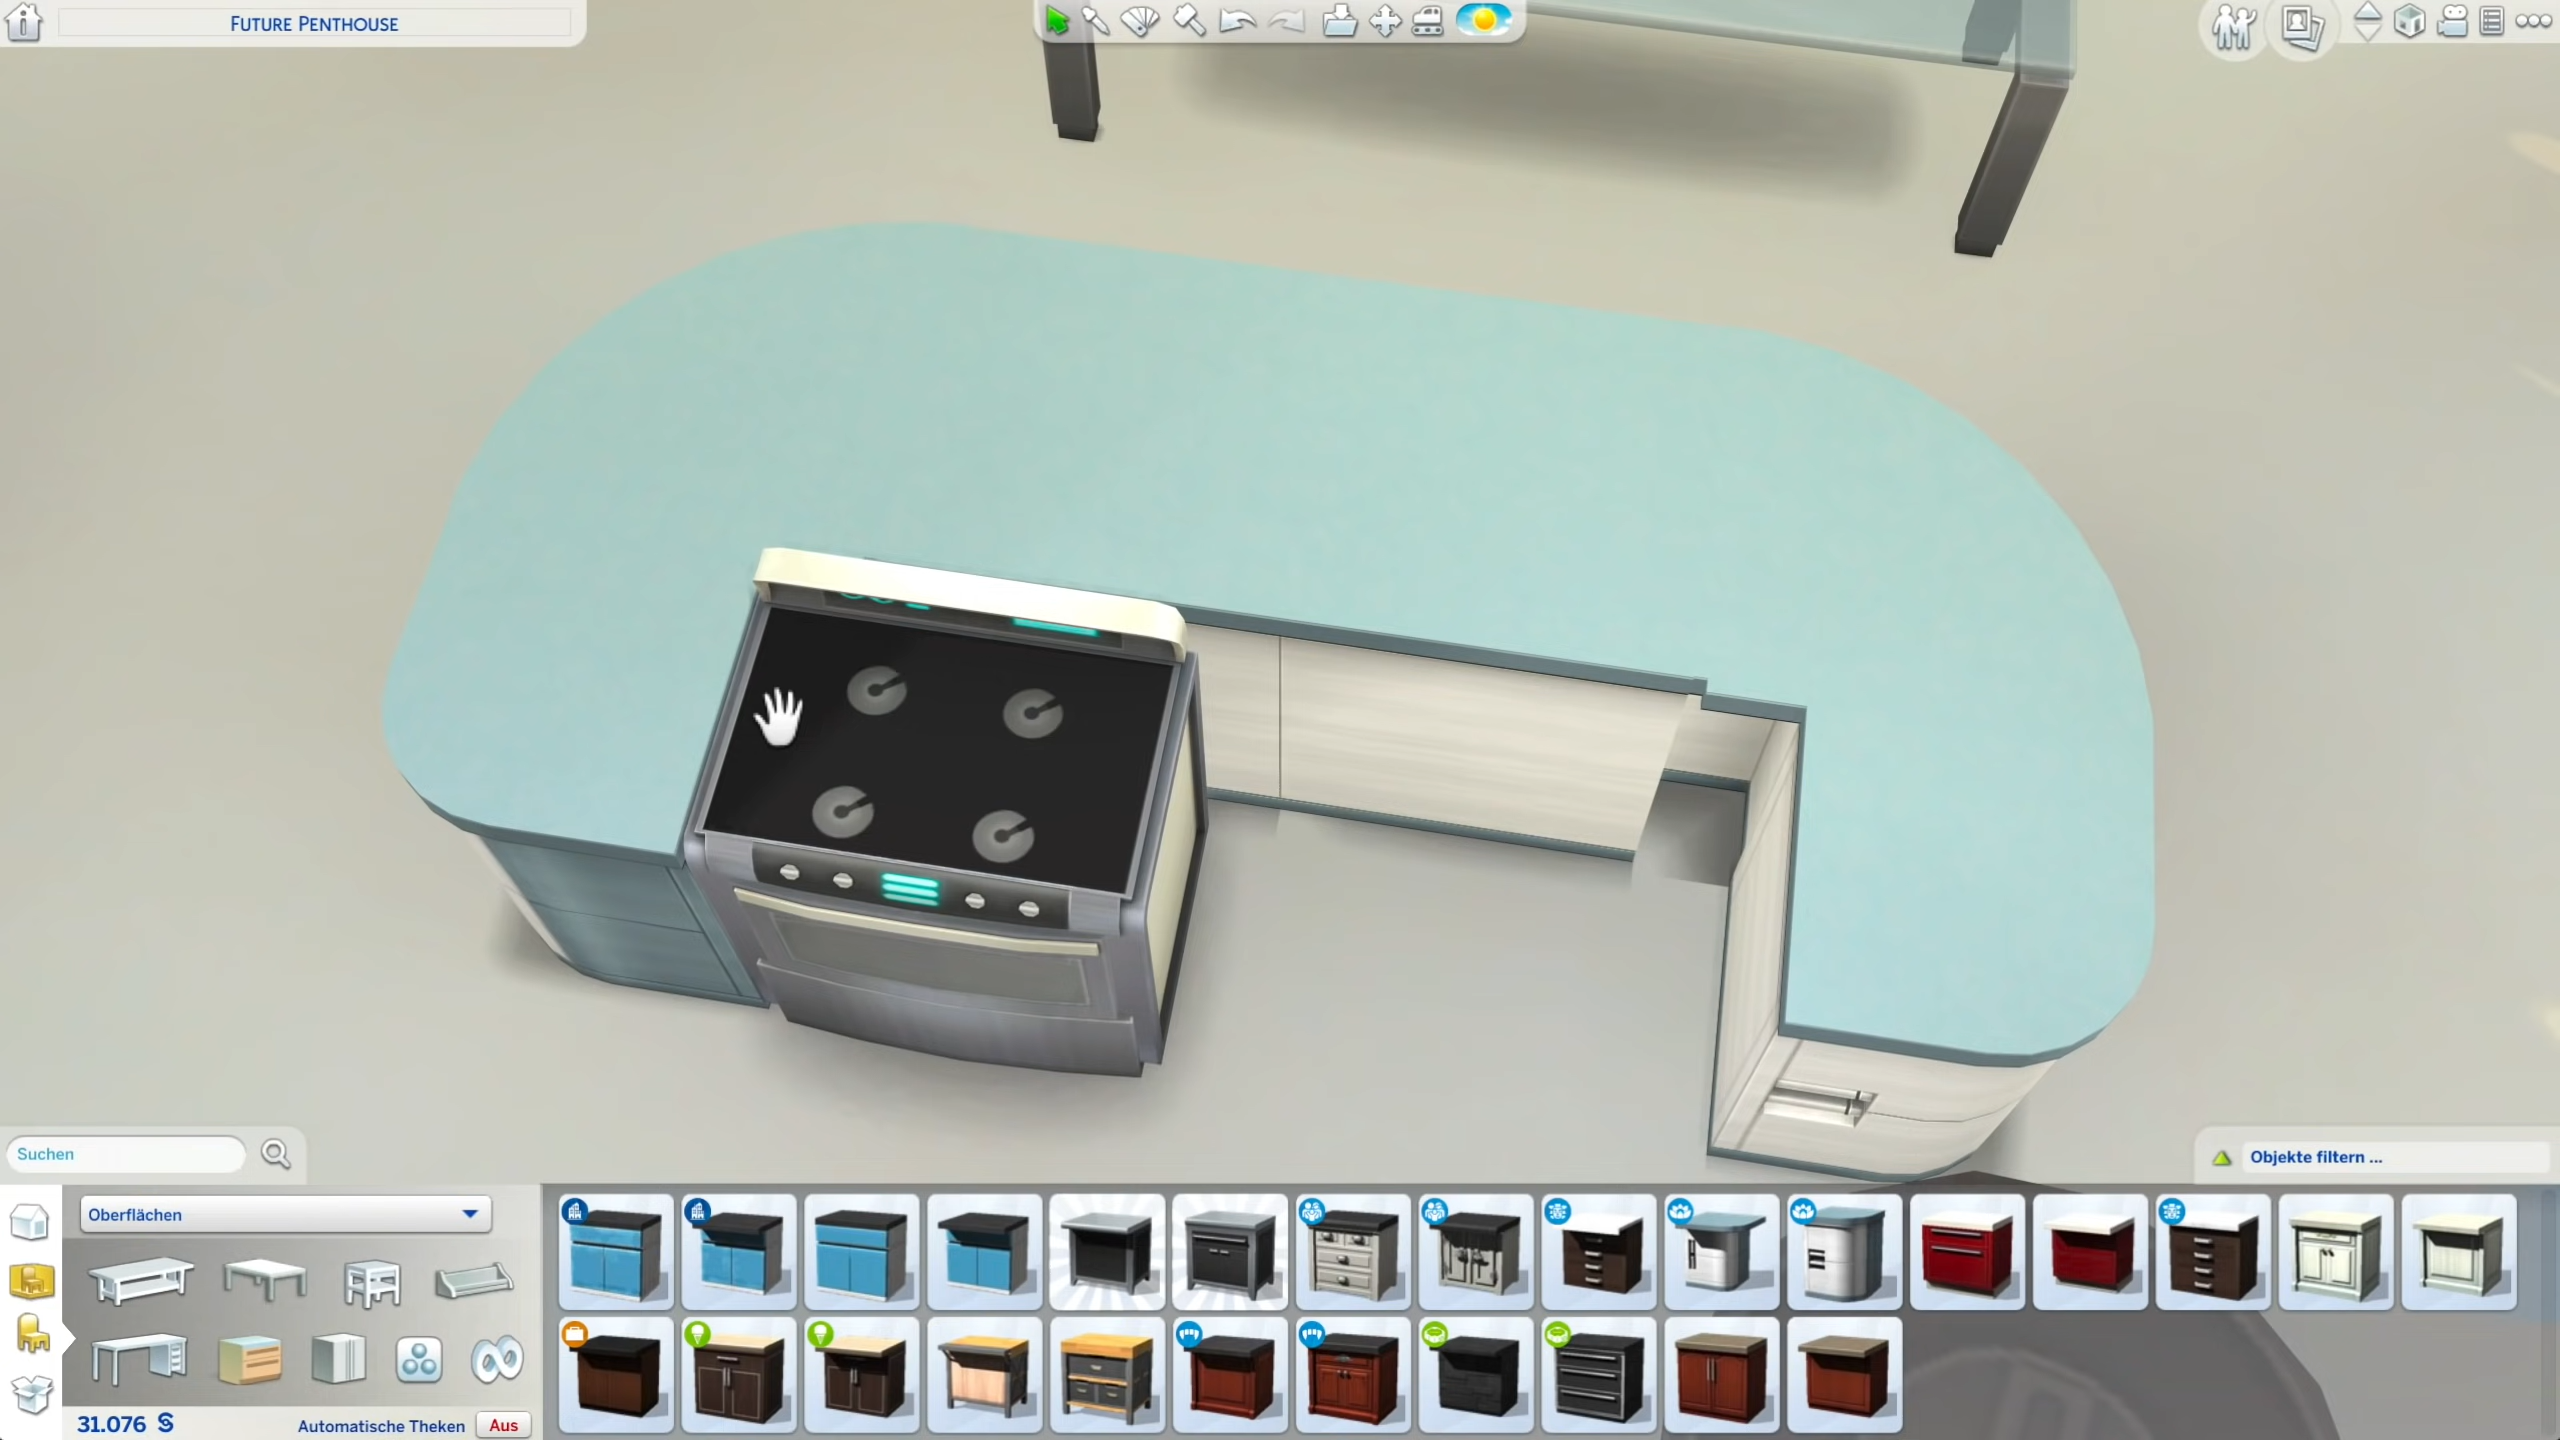 FUTURE PENTHOUSE
Suchen
Objekte filtern ...
Oberflächen
31.076
Automatische Theken Aus